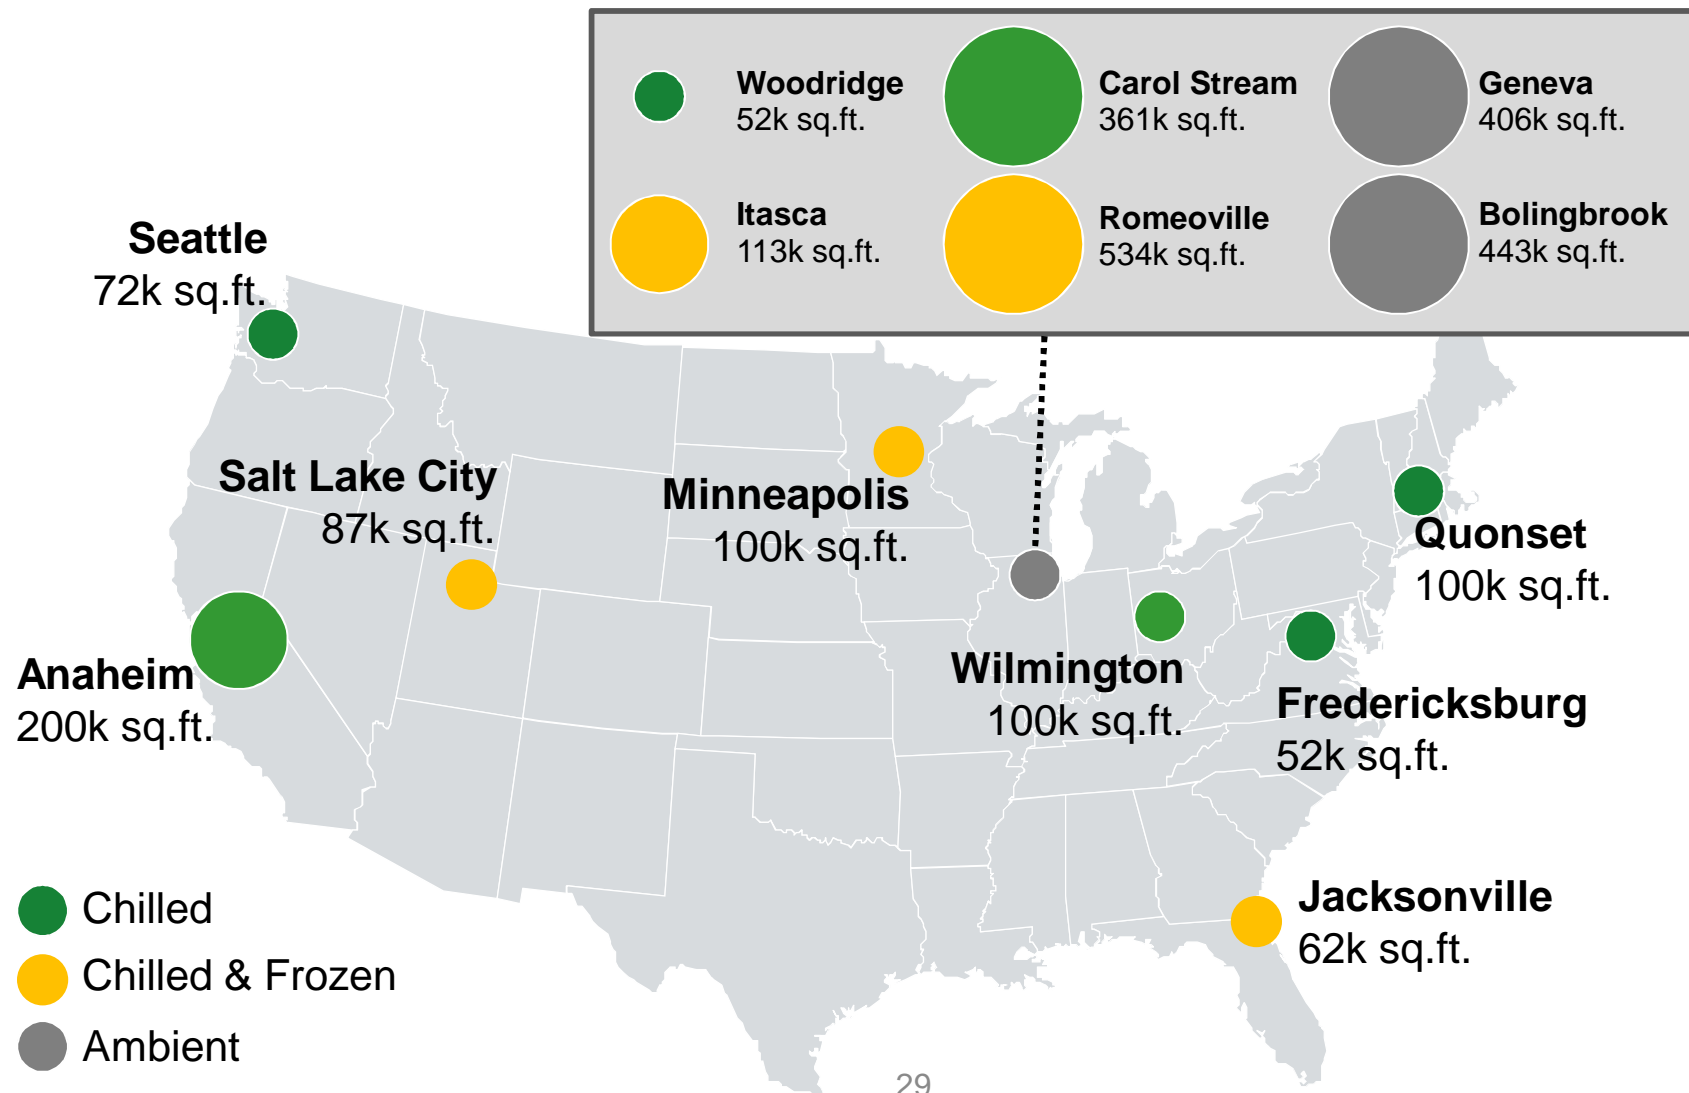 Woodridge
52k sq.ft.
Carol Stream
361k sq.ft.
Geneva
406k sq.ft.
Itasca
113k sq.ft.
Romeoville
534k sq.ft.
Bolingbrook
443k sq.ft.
Seattle
72k sq.ft.
Salt Lake City
87k sq.ft.
Minneapolis
100k sq.ft.
Quonset
100k sq.ft.
Anaheim
200k sq.ft.
Wilmington
100k sq.ft.
Fredericksburg
52k sq.ft.
Jacksonville
62k sq.ft.
Chilled
Chilled & Frozen
Ambient
29